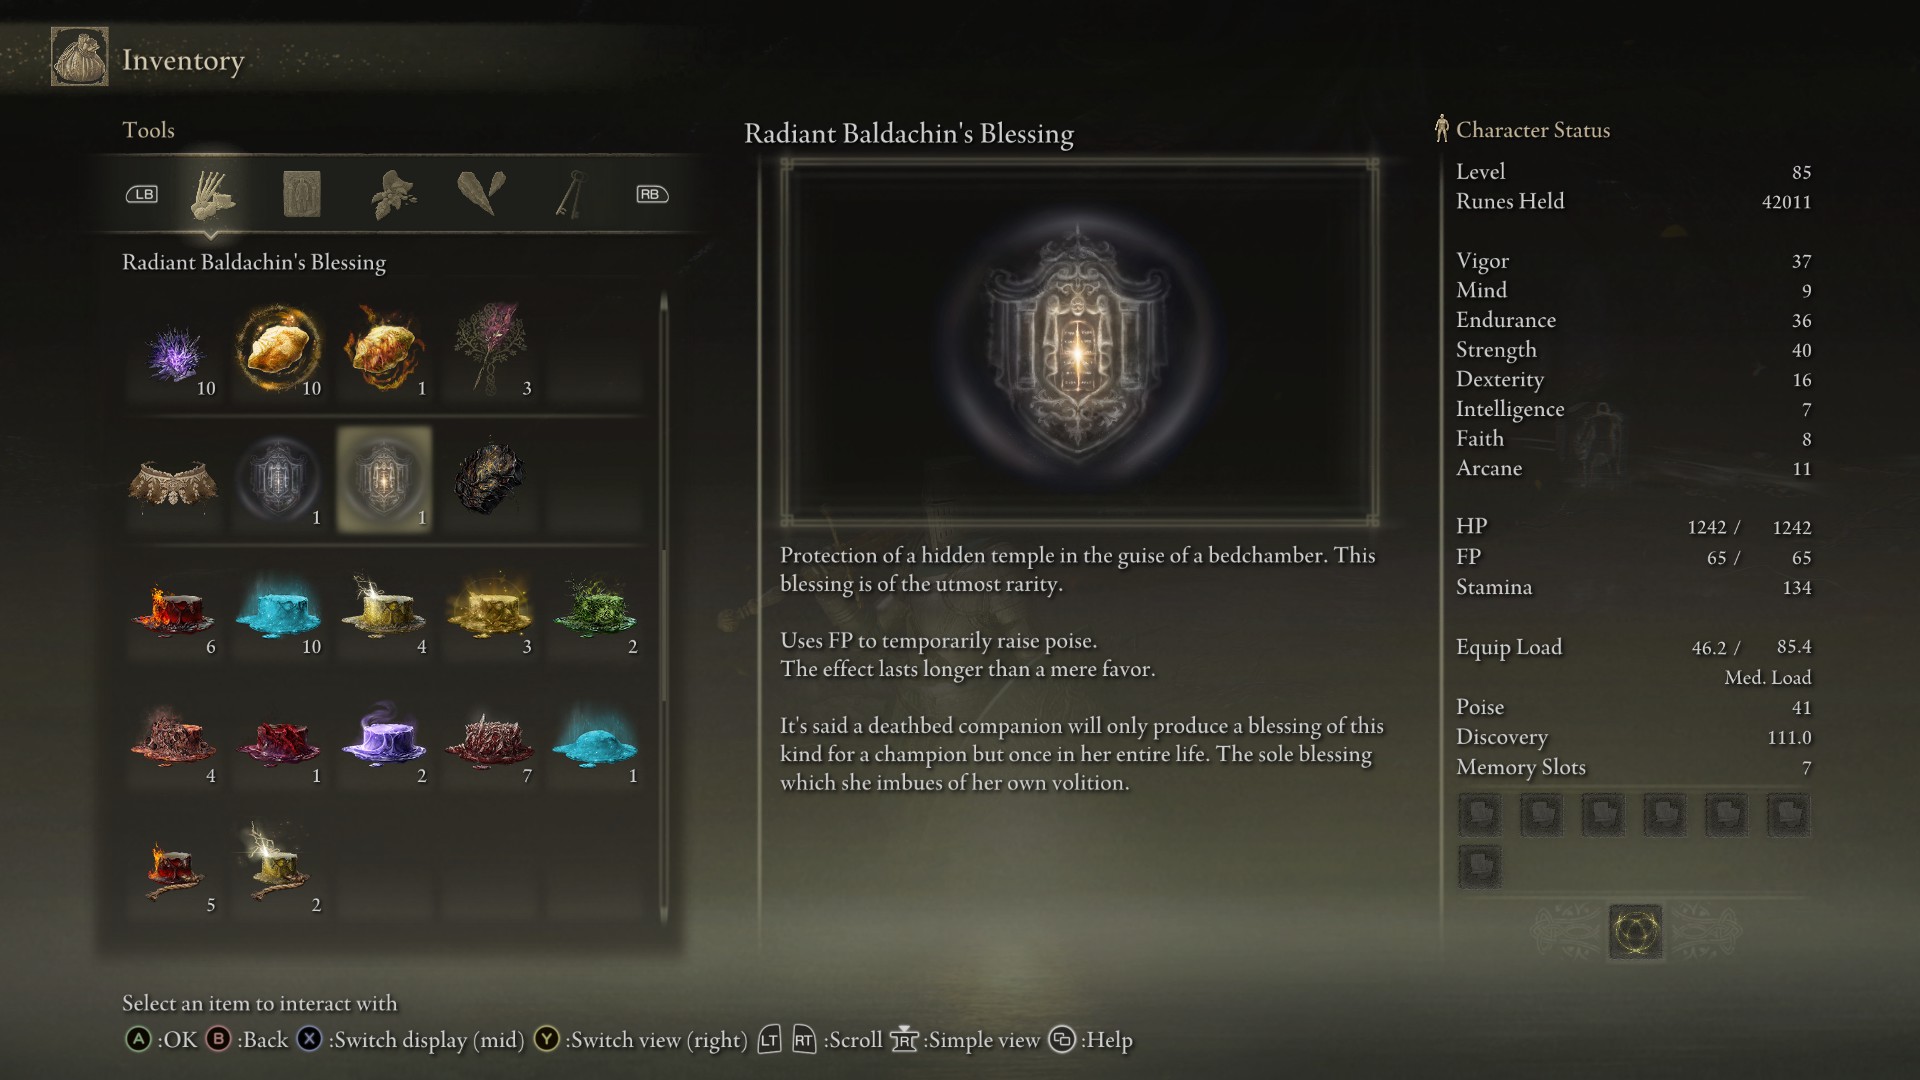 Inventory
Tools
LB
RB
Radiant Baldachin's Blessing
10
10
1
3
1
1
6
10
4
3
2
4
1
2
7
1
5
2
Radiant Baldachin's Blessing
Protection of a hidden temple in the guise of a bedchamber. This
blessing is of the utmost rarity.
Uses FP to temporarily raise poise.
The effect lasts longer than a mere favor.
It's said a deathbed companion will only produce a blessing of this
kind for a champion but once in her entire life. The sole blessing
which she imbues of her own volition.
Character Status
Level 85
Runes Held 42011
Vigor 37
Mind 9
Endurance 36
Strength 40
Dexterity 16
Intelligence 7
Faith 8
Arcane 11
HP 1242 / 1242
FP 65 / 65
Stamina 134
Equip Load 46.2 / 85.4
Med. Load
Poise 41
Discovery 111.0
Memory Slots 7
Select an item to interact with
A :OK B :Back X :Switch display (mid) Y :Switch view (right) LT RT :Scroll R :Simple view :Help